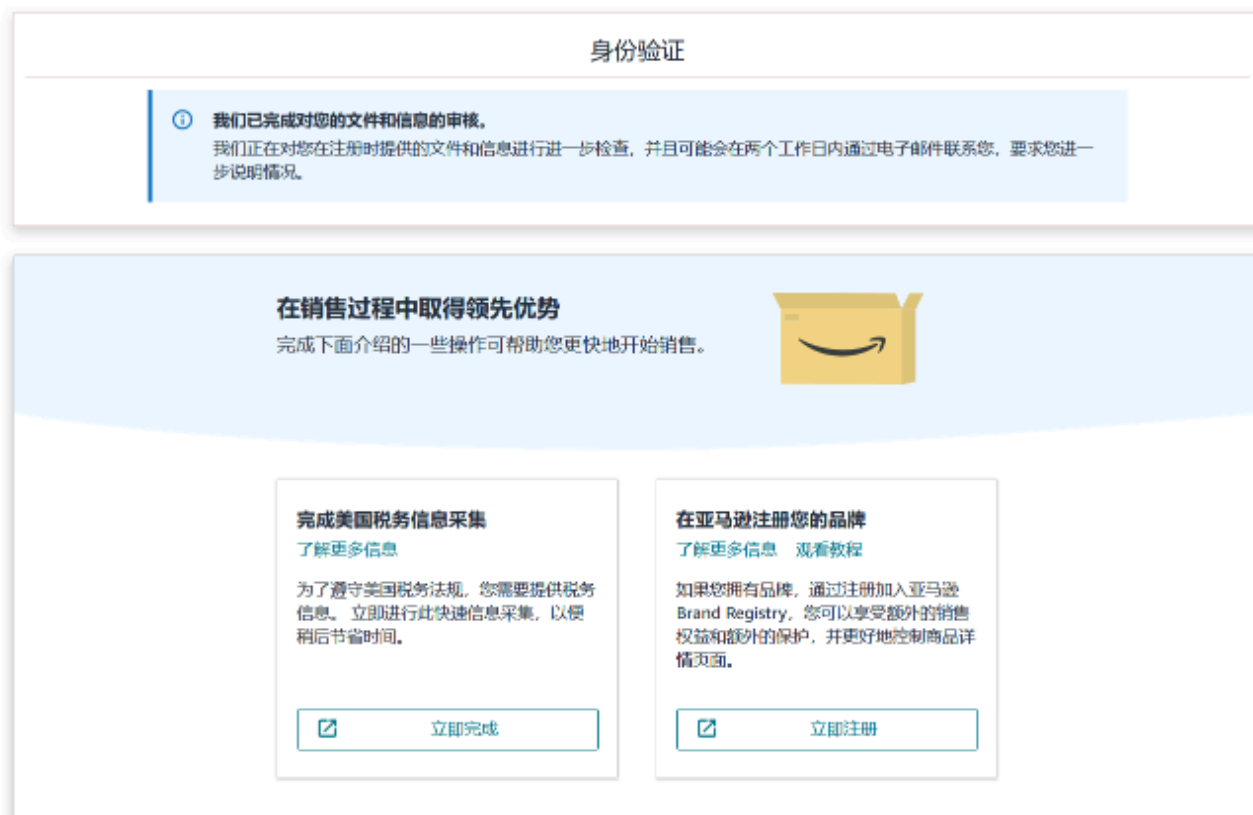 身份验证
我们已完成对您的文件和信息的审核。
我们正在对您在注册时提供的文件和信息进行进一步检查，并且可能会在两个工作日内通过电子邮件联系您，要求您进一
步说明情况。
在销售过程中取得领先优势
完成下面介绍的一些操作可帮助您更快地开始销售。
完成美国税务信息采集
了解更多信息
为了遵守美国税务法规，您需要提供税务
信息。 立即进行此快速信息采集，以便
稍后节省时间。
立即完成
在亚马逊注册您的品牌
了解更多信息 观看教程
如果您拥有品牌，通过注册加入亚马逊
Brand Registry，您可以享受额外的销售
权益和额外的保护，并更好地控制商品详
情页面。
立即注册